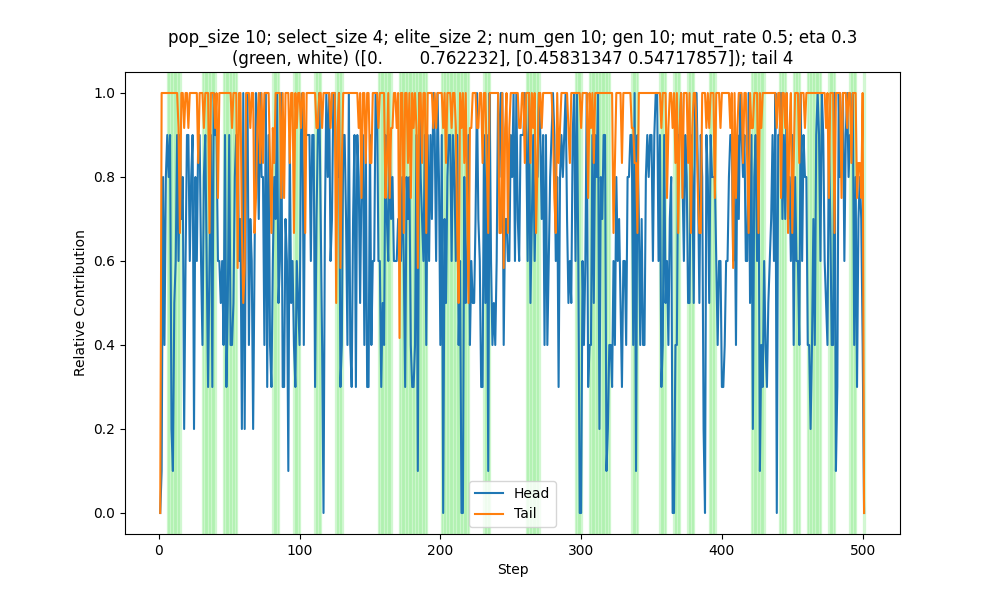 pop_size 10; select_size 4; elite_size 2; num_gen 10; gen 10; mut_rate 0.5; eta 0.3
(green, white) ([0. 0.762232], [0.45831347 0.54717857]); tail 4
1.0
0.8
0.6
0.4
0.2
0.0
Relative Contribution
Head
Tail
0 100 200 300 400 500
Step